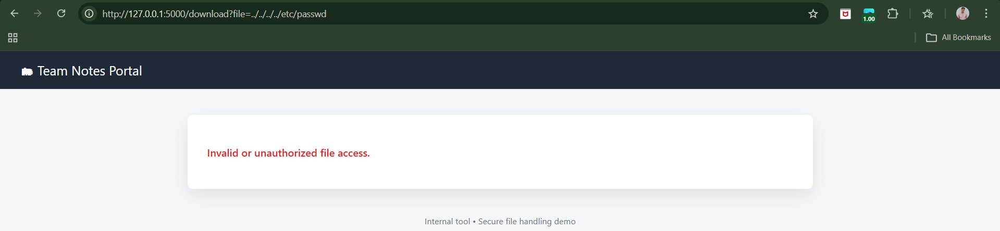 http://127.0.0.1:5000/download?file=../../../../etc/passwd
1.00
All Bookmarks
Team Notes Portal
Invalid or unauthorized file access.
Internal tool • Secure file handling demo